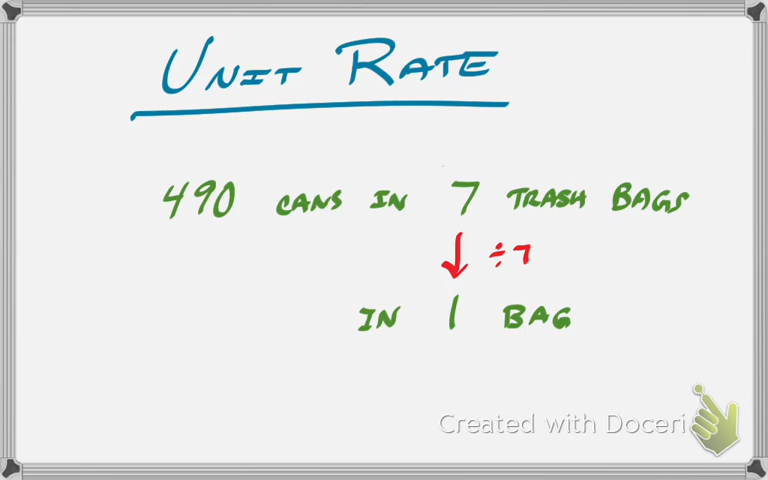 UNIT RATE
490 CANS IN 7 TRASH BAGS
÷7
IN 1 BAG
Created with Doceri